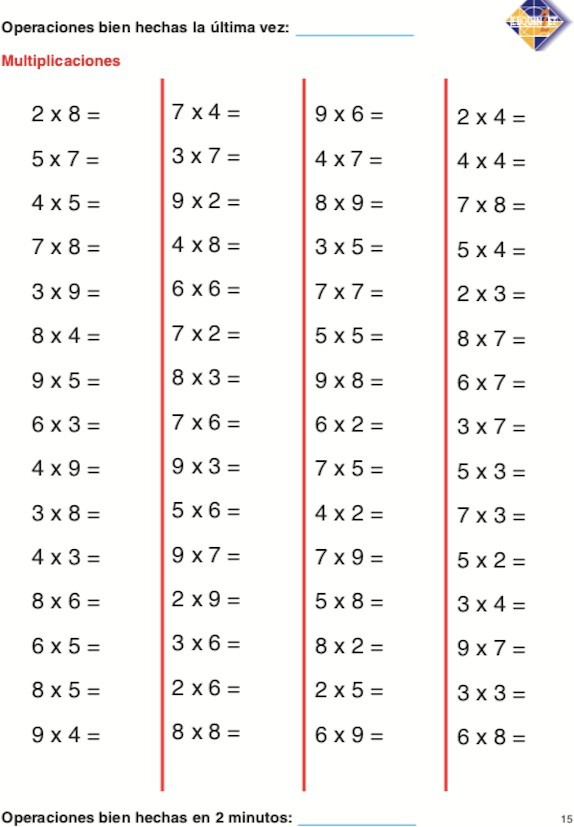 Operaciones bien hechas la última vez:
Multiplicaciones
2 x 8 =
5 x 7 =
4 x 5 =
7 x 8 =
3 x 9 =
8 x 4 =
9 x 5 =
6 x 3 =
4 x 9 =
3 x 8 =
4 x 3 =
8 x 6 =
6 x 5 =
8 x 5 =
9 x 4 =
7 x 4 =
3 x 7 =
9 x 2 =
4 x 8 =
6 x 6 =
7 x 2 =
8 x 3 =
7 x 6 =
9 x 3 =
5 x 6 =
9 x 7 =
2 x 9 =
3 x 6 =
2 x 6 =
8 x 8 =
9 x 6 =
4 x 7 =
8 x 9 =
3 x 5 =
7 x 7 =
5 x 5 =
9 x 8 =
6 x 2 =
7 x 5 =
4 x 2 =
7 x 9 =
5 x 8 =
8 x 2 =
2 x 5 =
6 x 9 =
2 x 4 =
4 x 4 =
7 x 8 =
5 x 4 =
2 x 3 =
8 x 7 =
6 x 7 =
3 x 7 =
5 x 3 =
7 x 3 =
5 x 2 =
3 x 4 =
9 x 7 =
3 x 3 =
6 x 8 =
Operaciones bien hechas en 2 minutos:
15